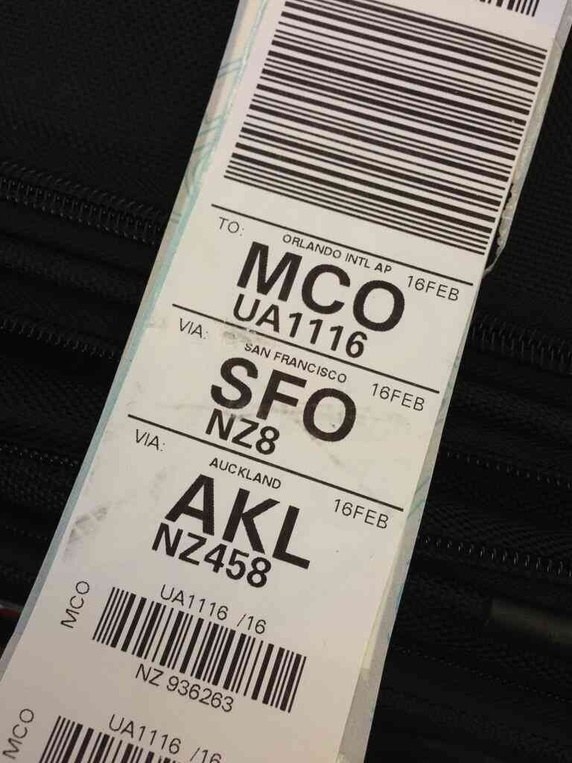 TO:
ORLANDO INTL AP
MCO
16FEB
UA1116
VIA:
SAN FRANCISCO
SFO
16FEB
NZ8
VIA:
AUCKLAND
AKL
16FEB
NZ458
MCO
UA1116 /16
NZ 936263
MCO
UA1116 /16